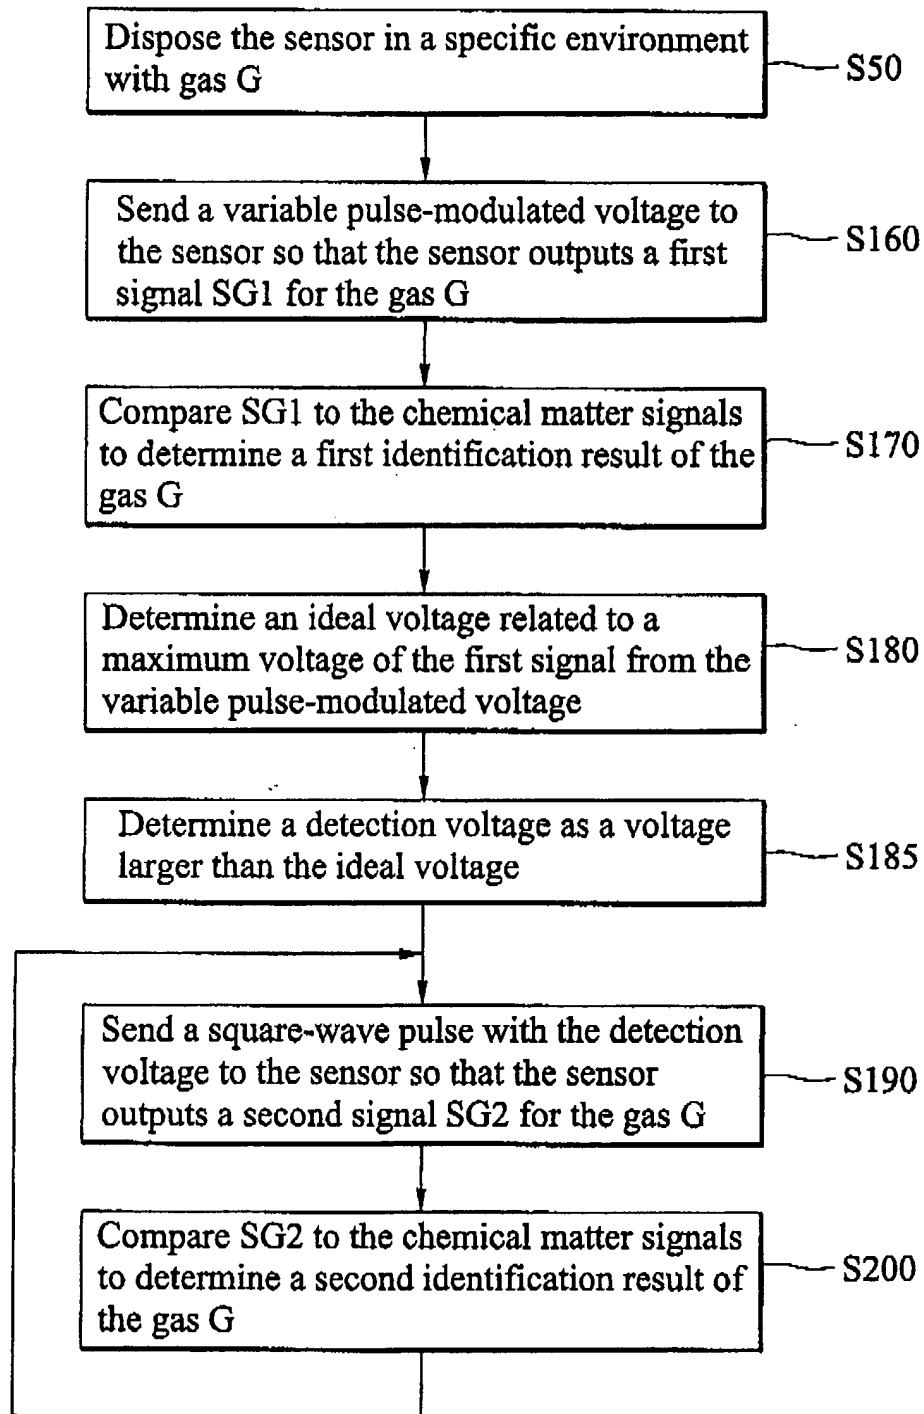 Dispose the sensor in a specific environment
with gas G
S50
Send a variable pulse-modulated voltage to
the sensor so that the sensor outputs a first
signal SG1 for the gas G
S160
Compare SG1 to the chemical matter signals
to determine a first identification result of the
gas G
S170
Determine an ideal voltage related to a
maximum voltage of the first signal from the
variable pulse-modulated voltage
S180
Determine a detection voltage as a voltage
larger than the ideal voltage
S185
Send a square-wave pulse with the detection
voltage to the sensor so that the sensor
outputs a second signal SG2 for the gas G
S190
Compare SG2 to the chemical matter signals
to determine a second identification result of
the gas G
S200